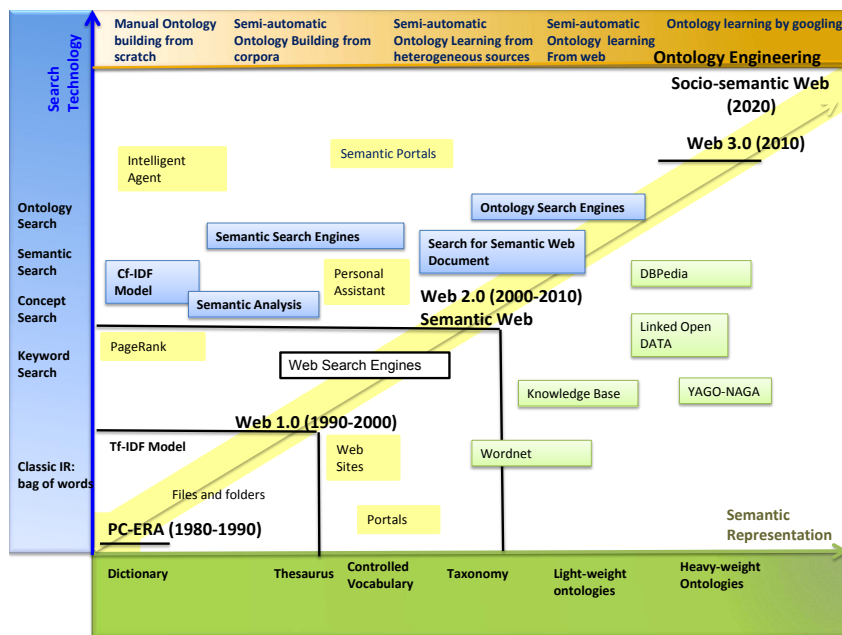 Manual Ontology
building from
scratch
Semi-automatic
Ontology Building from
corpora
Semi-automatic
Ontology Learning from
heterogeneous sources
Semi-automatic
Ontology learning
From web
Ontology learning by googling
Ontology Engineering
Search
Technology
Socio-semantic Web
(2020)
Web 3.0 (2010)
Intelligent
Agent
Semantic Portals
Ontology
Search
Ontology Search Engines
Semantic Search Engines
Search for Semantic Web
Document
Semantic
Search
Cf-IDF
Model
Personal
Assistant
DBPedia
Concept
Search
Semantic Analysis
Web 2.0 (2000-2010)
Semantic Web
Linked Open
DATA
PageRank
Keyword
Search
Web Search Engines
Knowledge Base
YAGO-NAGA
Web 1.0 (1990-2000)
Tf-IDF Model
Web
Sites
Wordnet
Classic IR:
bag of words
Files and folders
Portals
PC-ERA (1980-1990)
Semantic
Representation
Dictionary
Thesaurus
Controlled
Vocabulary
Taxonomy
Light-weight
ontologies
Heavy-weight
Ontologies